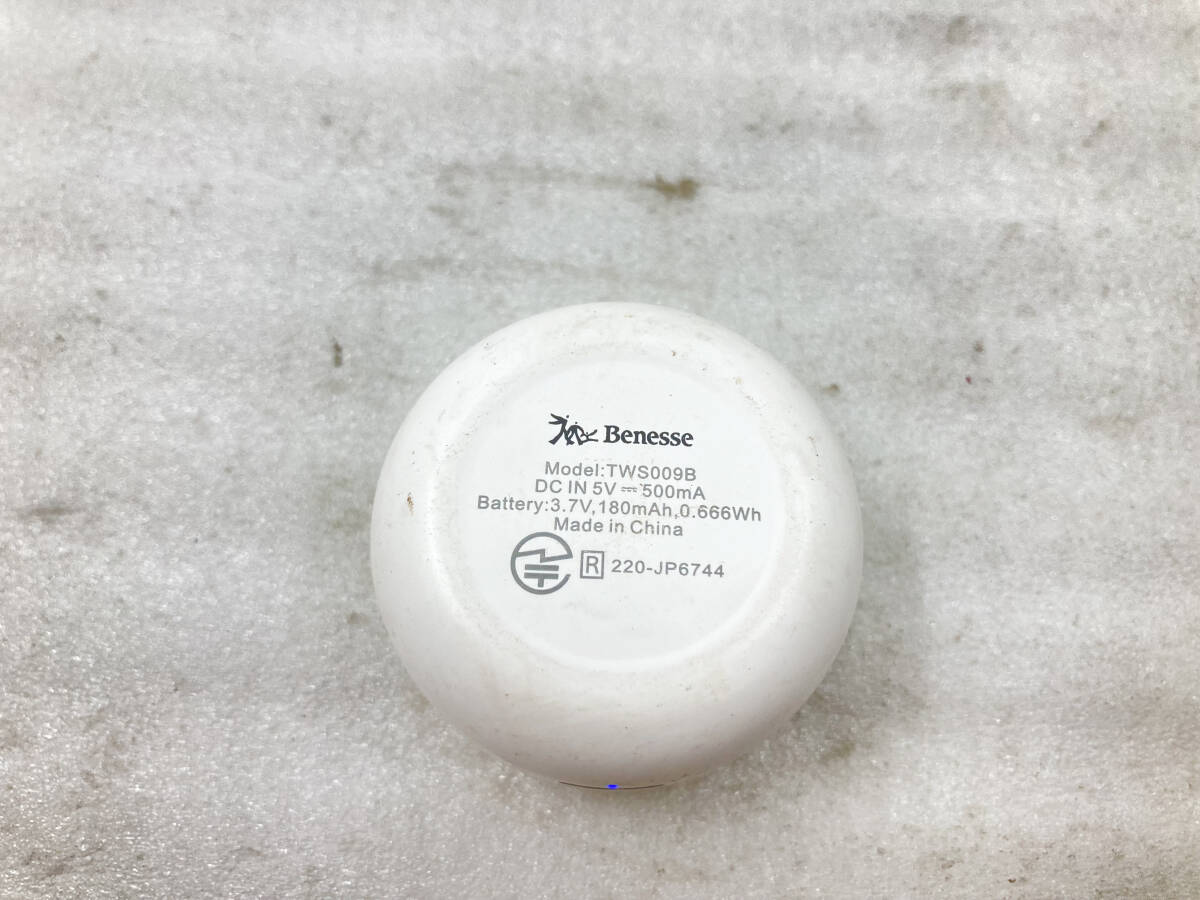 Benesse
Model:TWS009B
DC IN 5V⎓500mA
Battery:3.7V,180mAh,0.666Wh
Made in China
R 220-JP6744